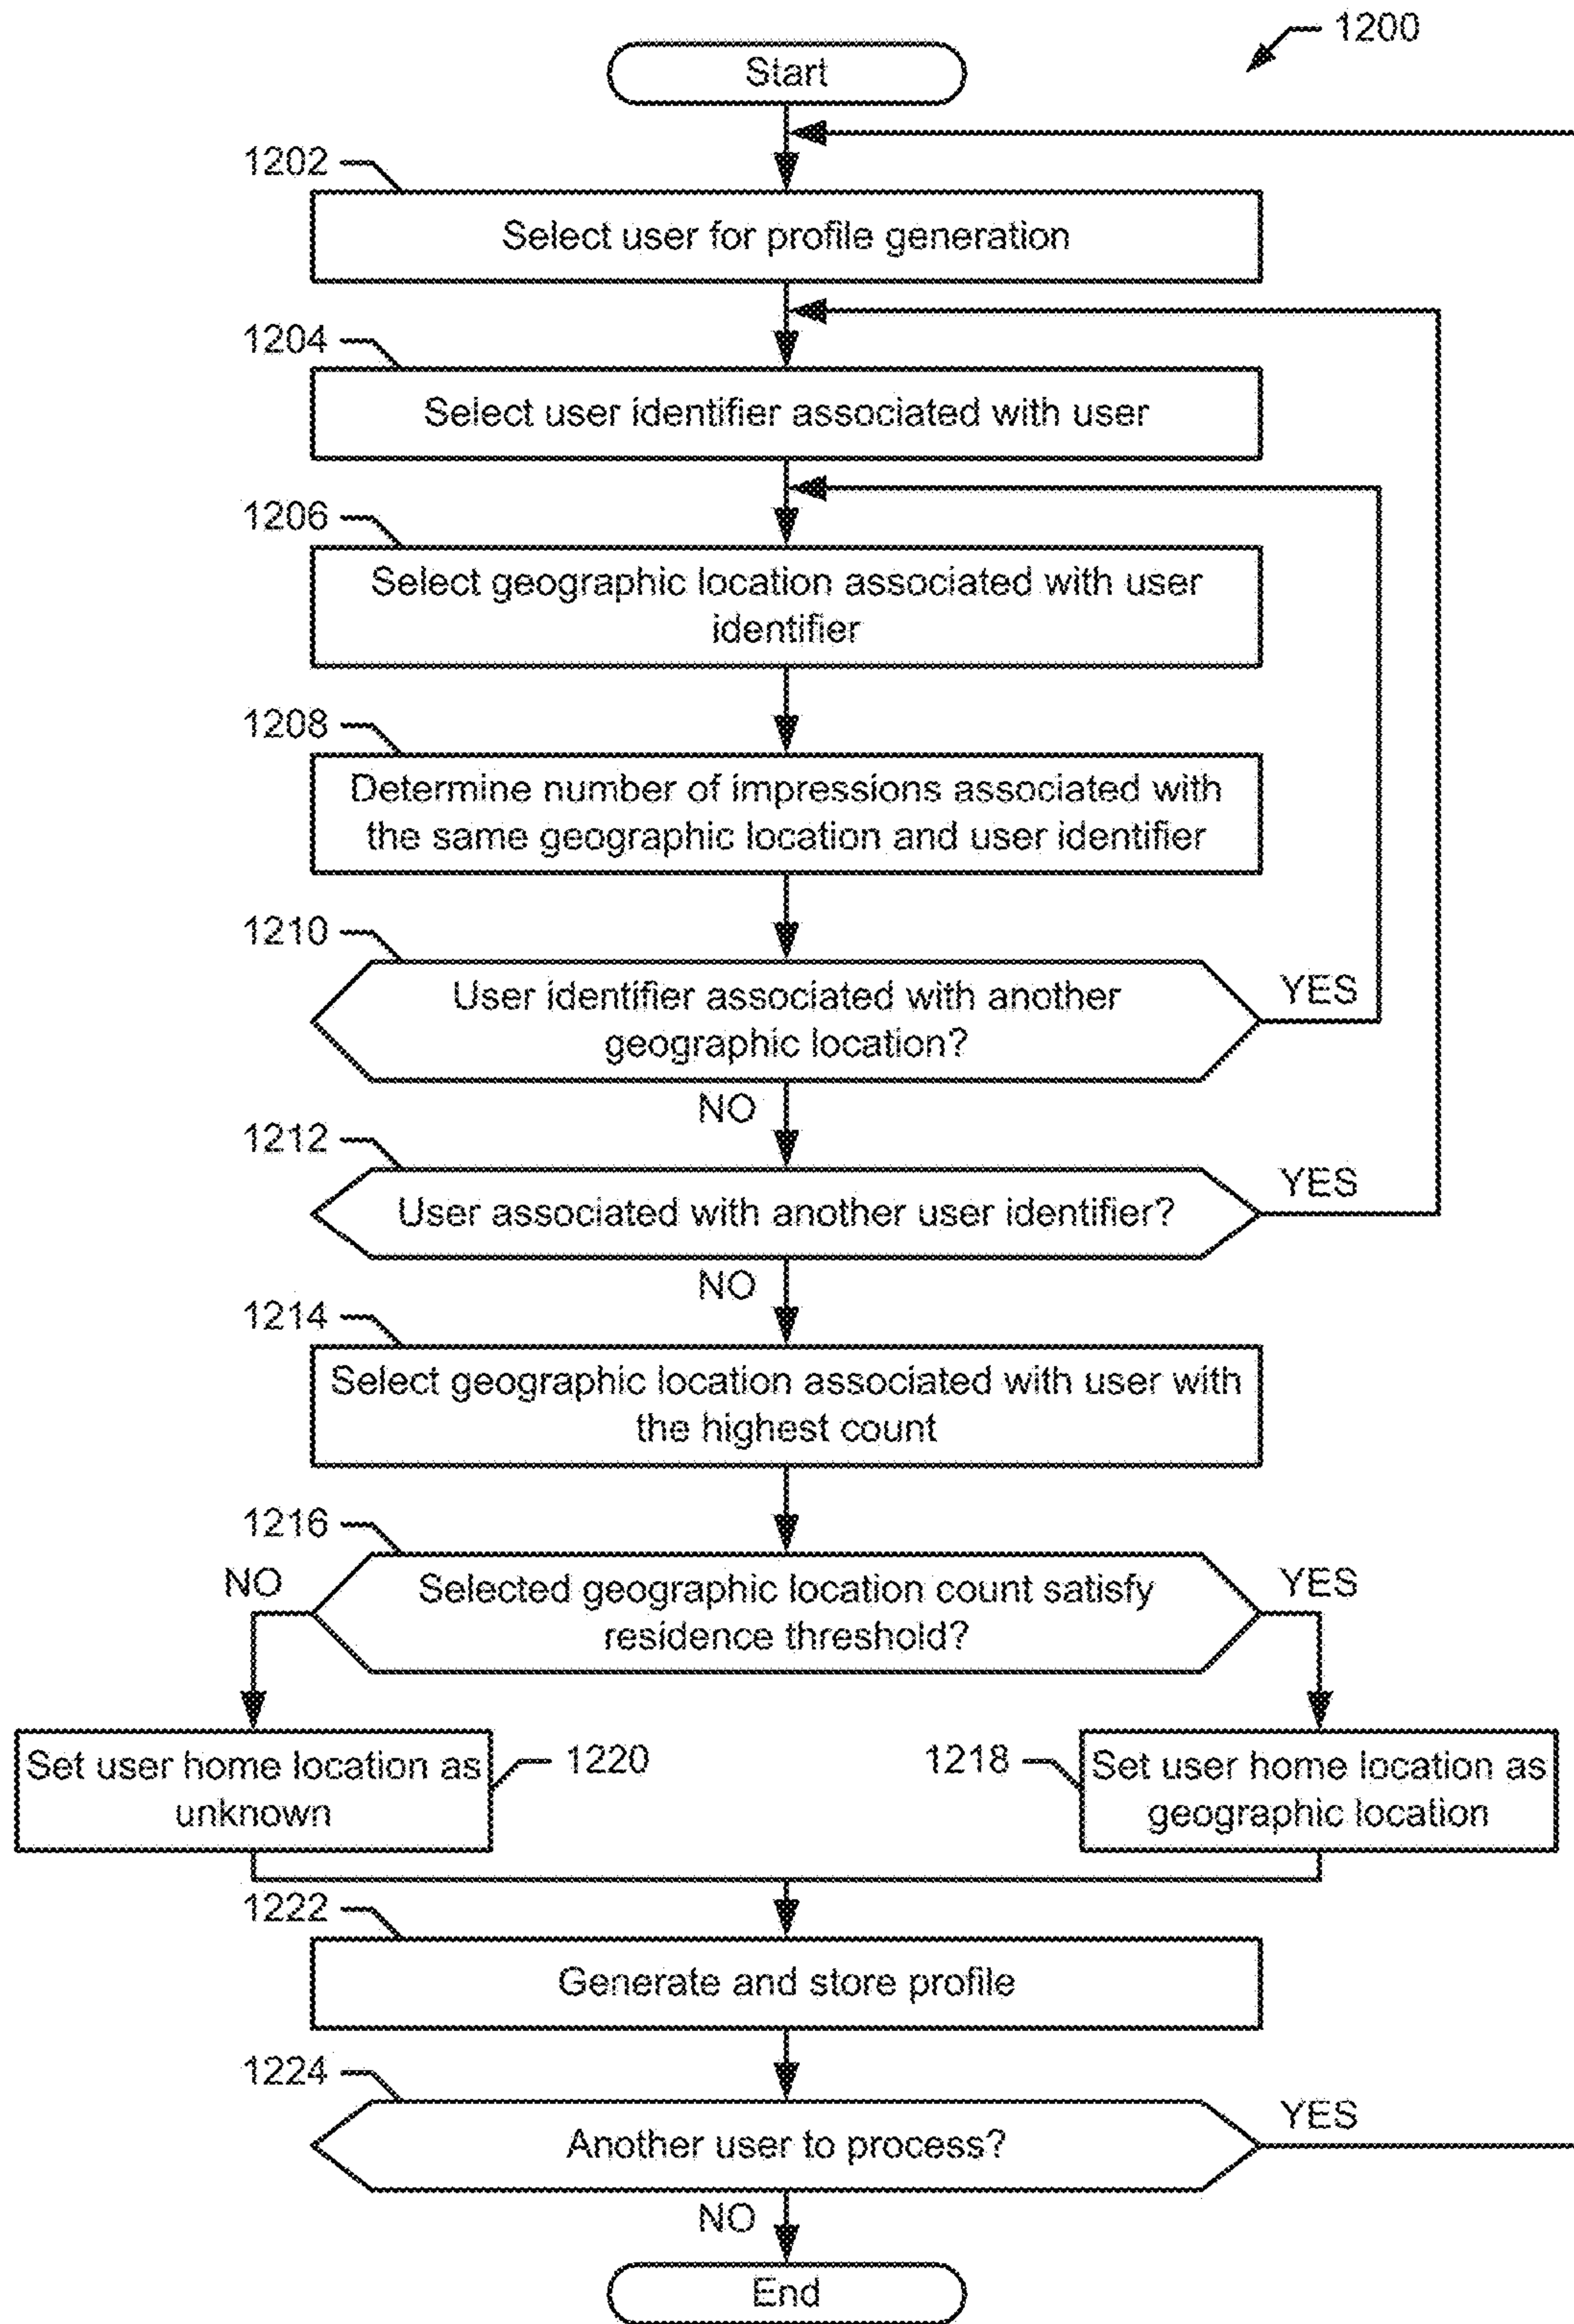 1200
Start
1202
Select user for profile generation
1204
Select user identifier associated with user
1206
Select geographic location associated with user
identifier
1208
Determine number of impressions associated with
the same geographic location and user identifier
1210
User identifier associated with another
geographic location?
YES
NO
1212
User associated with another user identifier?
YES
NO
1214
Select geographic location associated with user with
the highest count
1216
NO
Selected geographic location count satisfy
residence threshold?
YES
Set user home location as
unknown
1220
1218
Set user home location as
geographic location
1222
Generate and store profile
1224
Another user to process?
YES
NO
End